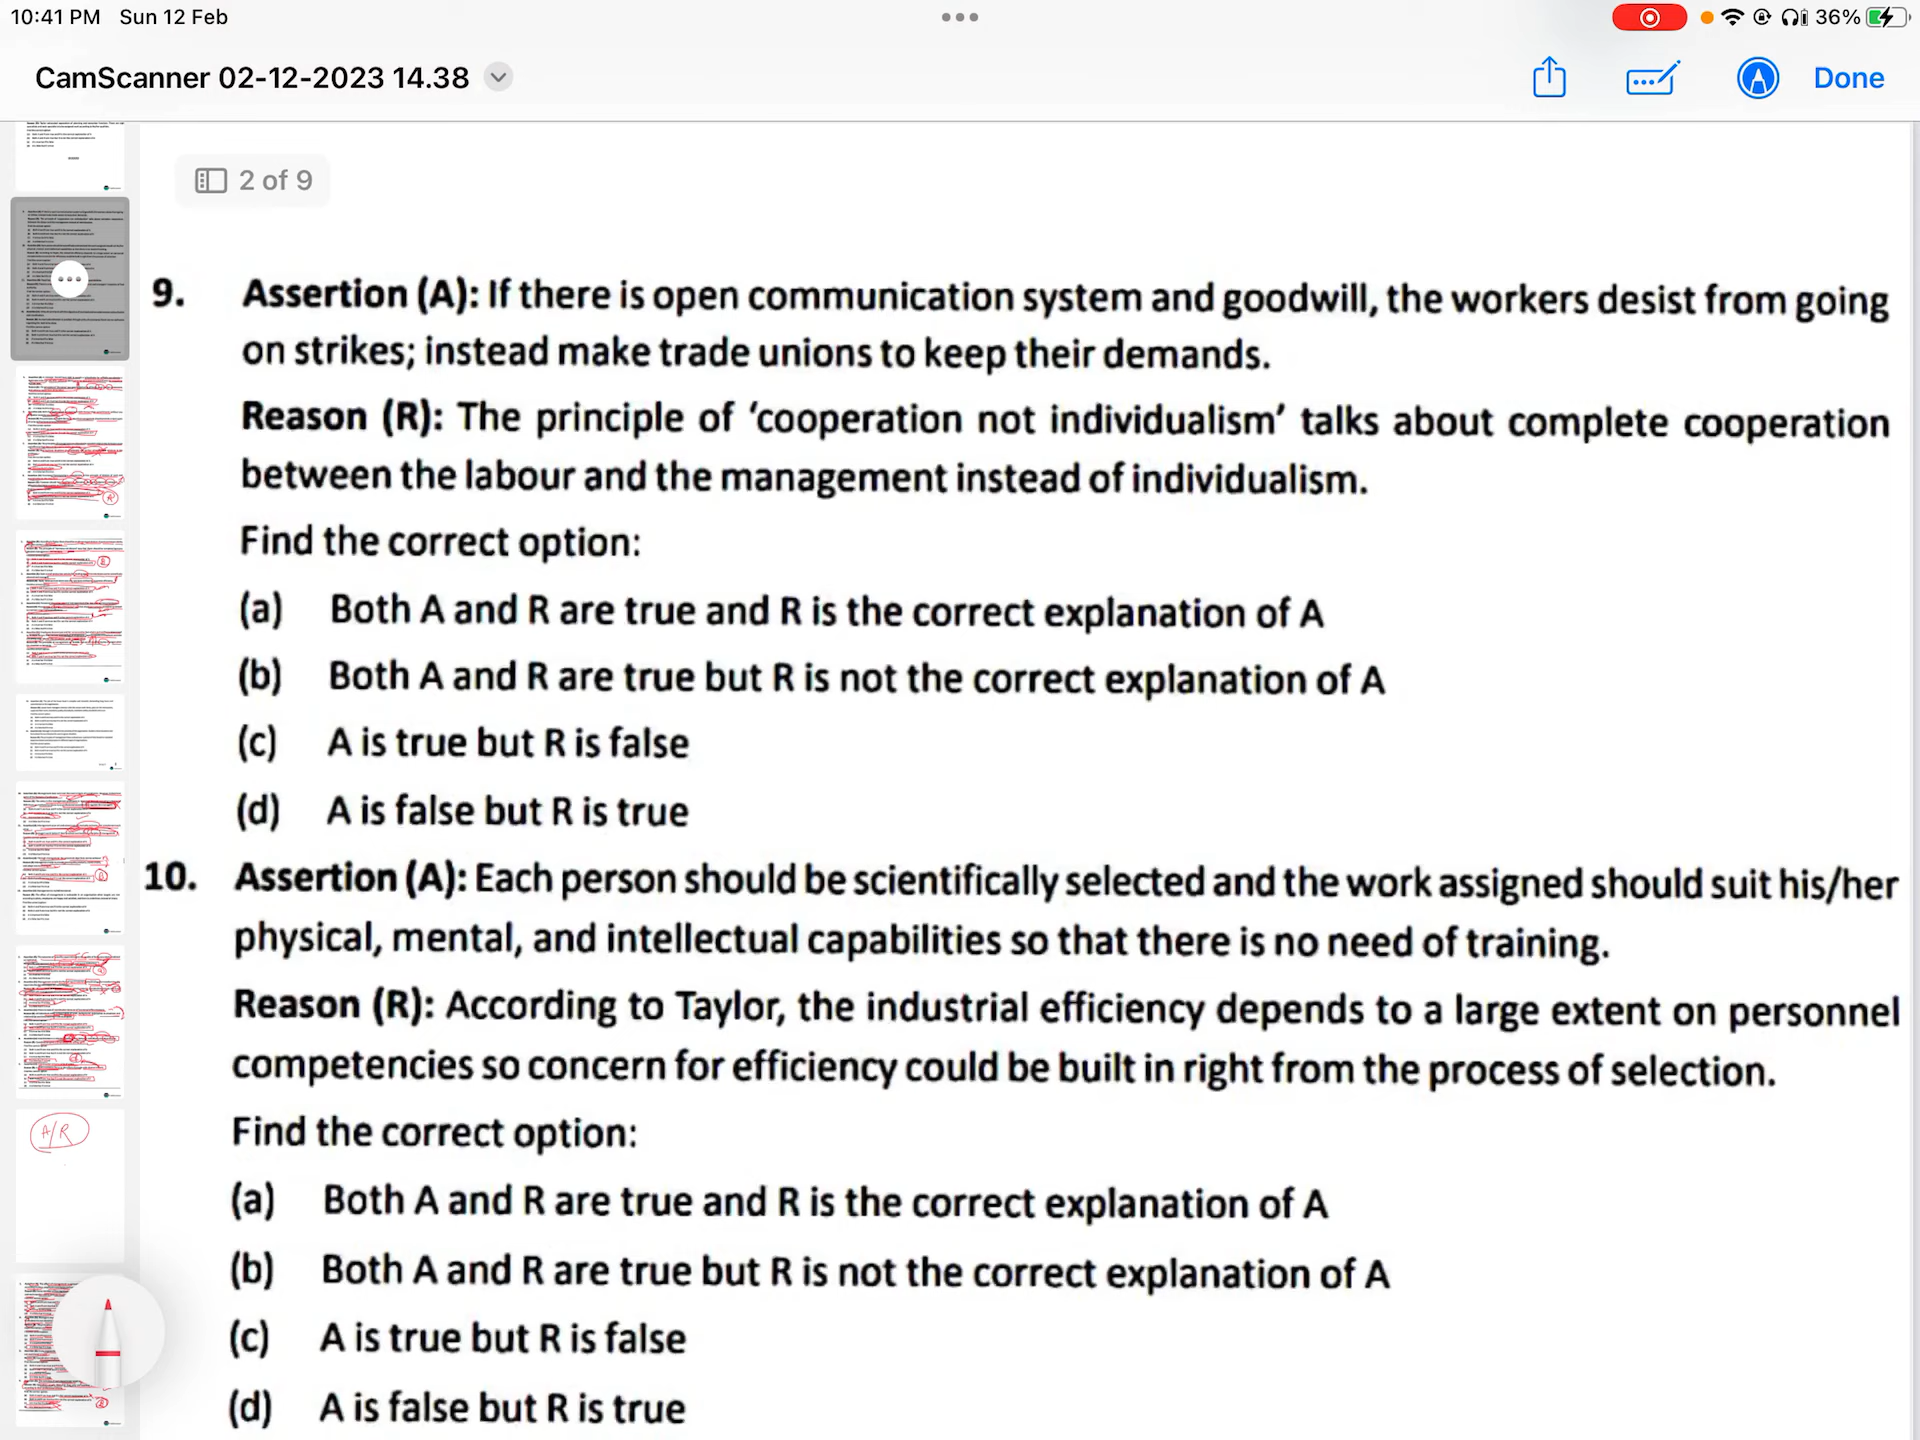 10:41 PM Sun 12 Feb
36%
CamScanner 02-12-2023 14.38
Done
2 of 9
9. Assertion (A): If there is open communication system and goodwill, the workers desist from going
on strikes; instead make trade unions to keep their demands.
Reason (R): The principle of ‘cooperation not individualism’ talks about complete cooperation
between the labour and the management instead of individualism.
Find the correct option:
(a) Both A and R are true and R is the correct explanation of A
(b) Both A and R are true but R is not the correct explanation of A
(c) A is true but R is false
(d) A is false but R is true
10. Assertion (A): Each person should be scientifically selected and the work assigned should suit his/her
physical, mental, and intellectual capabilities so that there is no need of training.
Reason (R): According to Taylor, the industrial efficiency depends to a large extent on personnel
competencies so concern for efficiency could be built in right from the process of selection.
Find the correct option:
(a) Both A and R are true and R is the correct explanation of A
(b) Both A and R are true but R is not the correct explanation of A
(c) A is true but R is false
(d) A is false but R is true
A/R